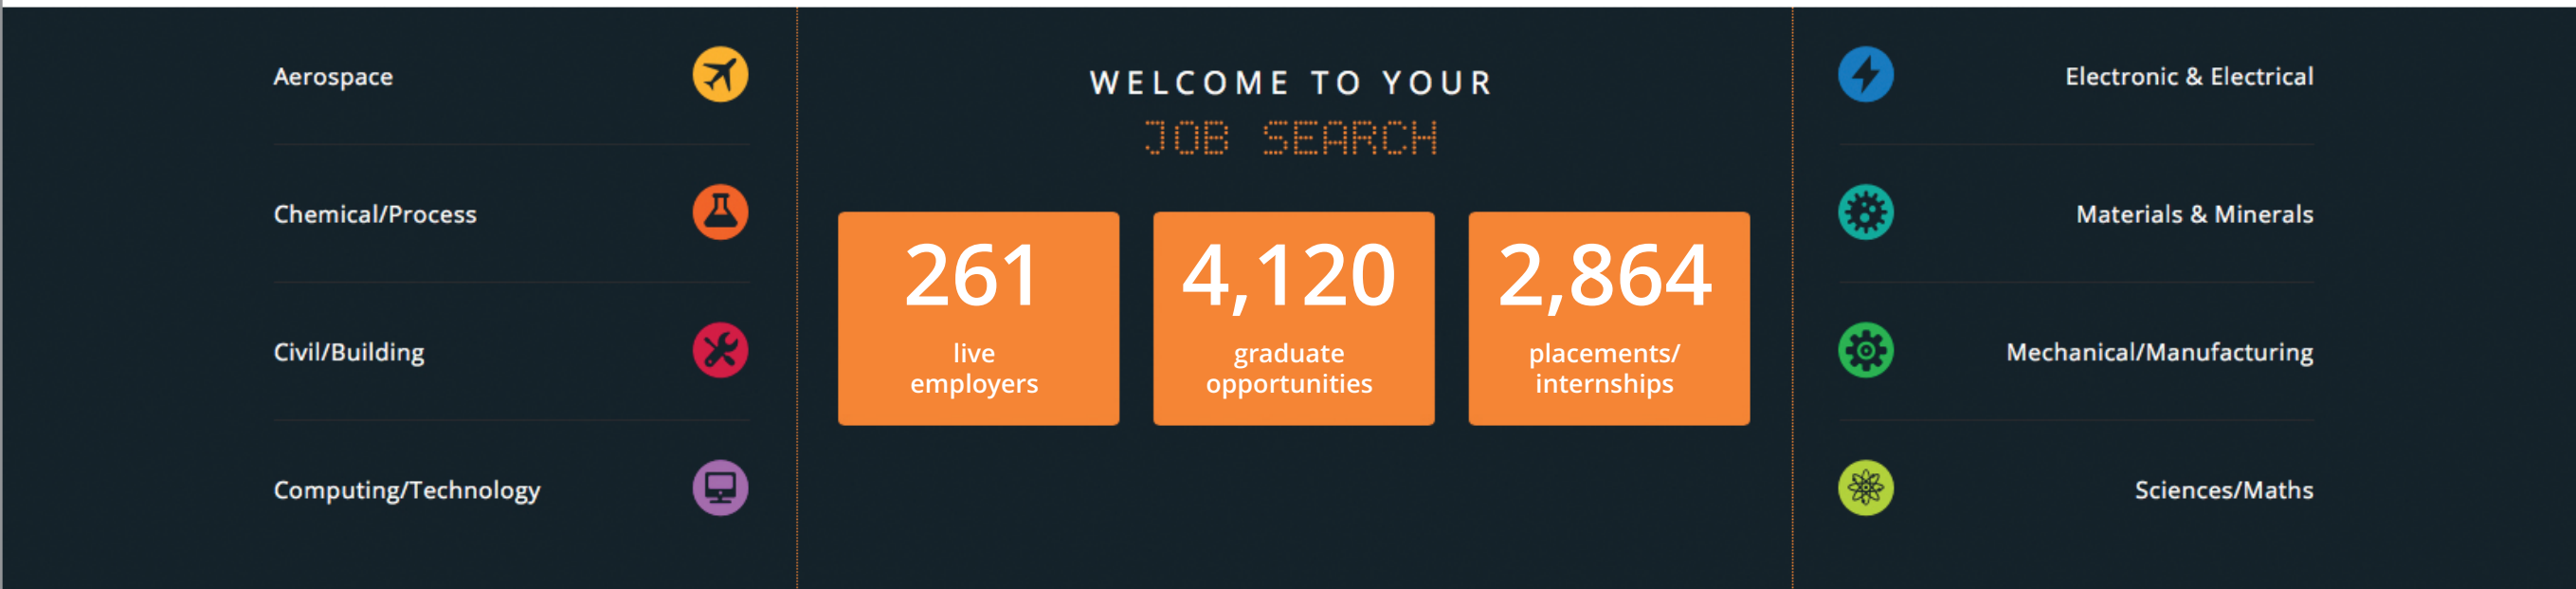 Aerospace
Chemical/Process
Civil/Building
Computing/Technology
WELCOME TO YOUR
JOB SEARCH
261
live
employers
4,120
graduate
opportunities
2,864
placements/
internships
Electronic & Electrical
Materials & Minerals
Mechanical/Manufacturing
Sciences/Maths